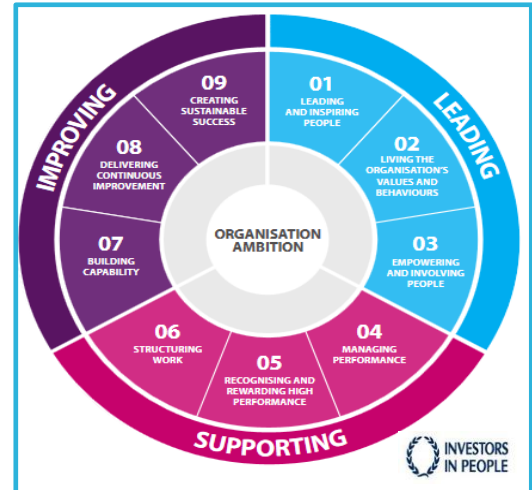 01
LEADING
AND INSPIRING
PEOPLE
02
LIVING THE
ORGANISATION'S
VALUES AND
BEHAVIOURS
03
EMPOWERING
AND INVOLVING
PEOPLE
LEADING
04
MANAGING
PERFORMANCE
05
RECOGNISING AND
REWARDING HIGH
PERFORMANCE
06
STRUCTURING
WORK
SUPPORTING
07
BUILDING
CAPABILITY
08
DELIVERING
CONTINUOUS
IMPROVEMENT
09
CREATING
SUSTAINABLE
SUCCESS
IMPROVING
ORGANISATION
AMBITION
INVESTORS
IN PEOPLE